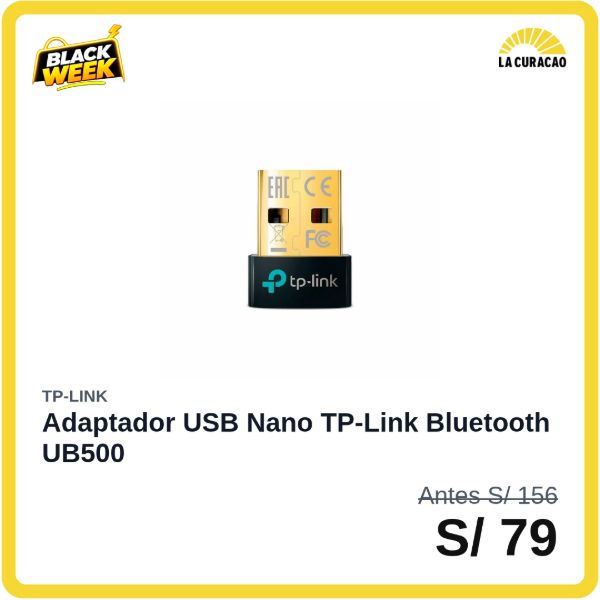 BLACK
WEEK
LA CURACAO
EAC CE
FC
tp-link
TP-LINK
Adaptador USB Nano TP-Link Bluetooth
UB500
Antes S/ 156
S/ 79